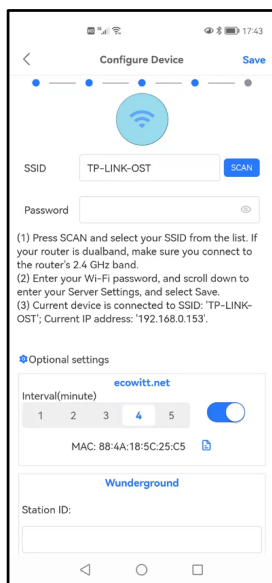 17:43
Configure Device
Save
SSID
TP-LINK-OST
SCAN
Password
(1) Press SCAN and select your SSID from the list. If
your router is dualband, make sure you connect to
the router's 2.4 GHz band.
(2) Enter your Wi-Fi password, and scroll down to
enter your Server Settings, and select Save.
(3) Current device is connected to SSID: 'TP-LINK-
OST'; Current IP address: '192.168.0.153'.
Optional settings
ecowitt.net
Interval(minute)
1 2 3 4 5
MAC: 88:4A:18:5C:25:C5
Wunderground
Station ID: